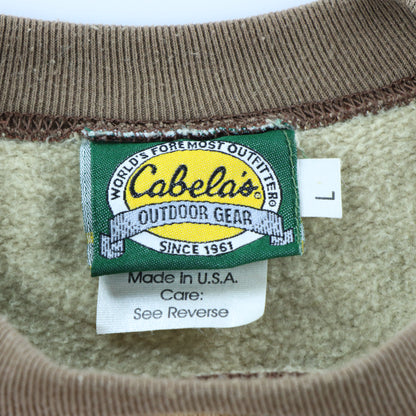 WORLD'S FOREMOST OUTFITTER®
Cabela's®
OUTDOOR GEAR
SINCE 1961
L
Made in U.S.A.
Care:
See Reverse